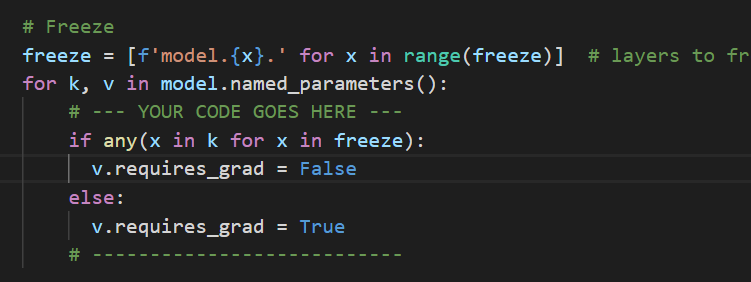 # Freeze
freeze = [f'model.{x}.' for x in range(freeze)]  # layers to fr
for k, v in model.named_parameters():
    # --- YOUR CODE GOES HERE ---
    if any(x in k for x in freeze):
      v.requires_grad = False
    else:
      v.requires_grad = True
    # ---------------------------